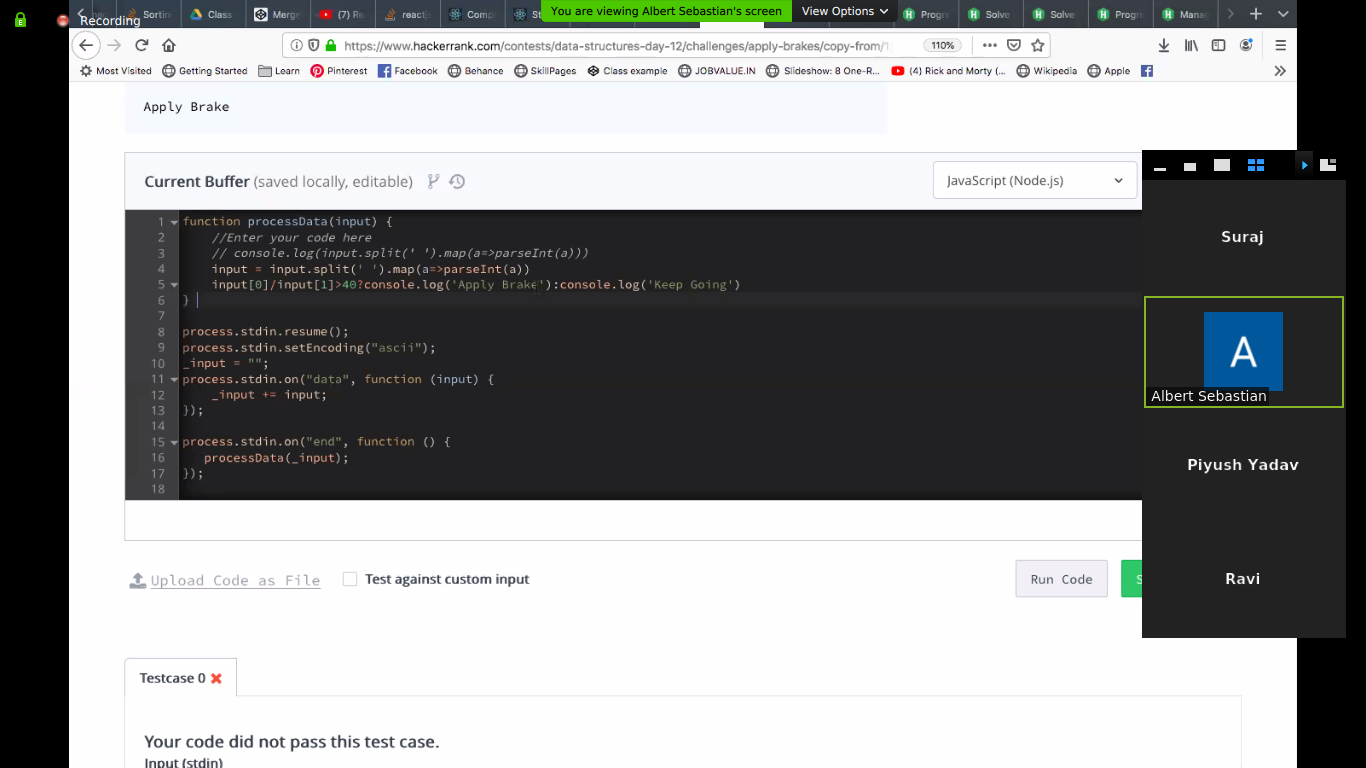 Recording
You are viewing Albert Sebastian's screen
View Options
Sortin
Class
Merge
(7) Re
react
Comp
St
Progr
Solve
Solve
Progr
Mana
https://www.hackerrank.com/contests/data-structures-day-12/challenges/apply-brakes/copy-from/1
110%
Most Visited
Getting Started
Learn
Pinterest
Facebook
Behance
SkillPages
Class example
JOBVALUE.IN
Slideshow: 8 One-R...
(4) Rick and Morty (...
Wikipedia
Apple
Apply Brake
Current Buffer (saved locally, editable)
JavaScript (Node.js)
1 function processData(input) {
2 //Enter your code here
3 // console.log(input.split(' ').map(a=>parseInt(a)))
4 input = input.split(' ').map(a=>parseInt(a))
5 input[0]/input[1]>40?console.log('Apply Brake'):console.log('Keep Going')
6 }
7
8 process.stdin.resume();
9 process.stdin.setEncoding("ascii");
10 _input = "";
11 process.stdin.on("data", function (input) {
12 _input += input;
13 });
14
15 process.stdin.on("end", function () {
16 processData(_input);
17 });
18
Suraj
A
Albert Sebastian
Piyush Yadav
Ravi
Upload Code as File
Test against custom input
Run Code
S
Testcase 0
Your code did not pass this test case.
Input (stdin)